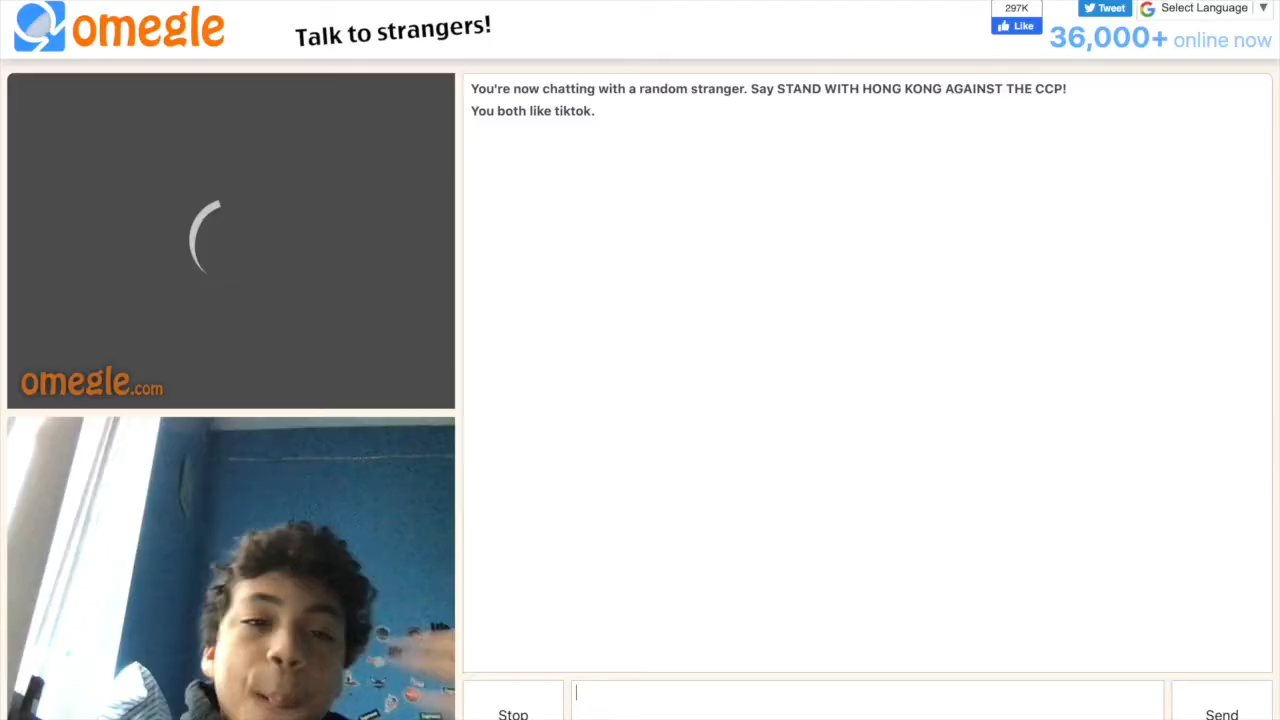 omegle
Talk to strangers!
297K
Like
Tweet
G Select Language ▼
36,000+ online now
You're now chatting with a random stranger. Say STAND WITH HONG KONG AGAINST THE CCP!
You both like tiktok.
omegle.com
Stop
Send